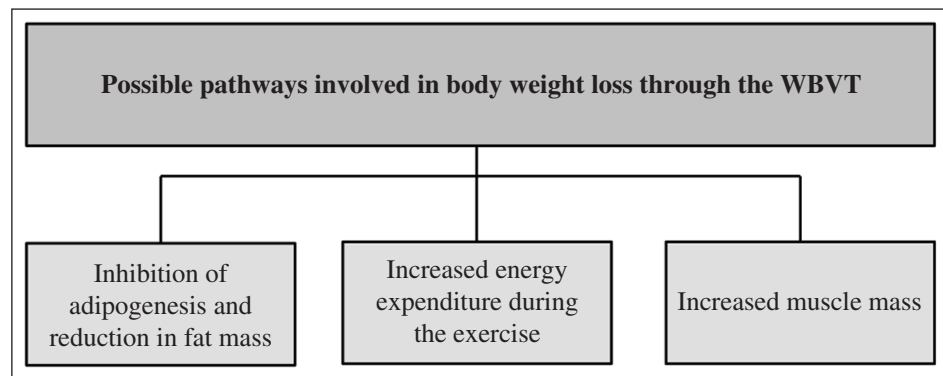 Possible pathways involved in body weight loss through the WBVT
Inhibition of
adipogenesis and
reduction in fat mass
Increased energy
expenditure during
the exercise
Increased muscle mass